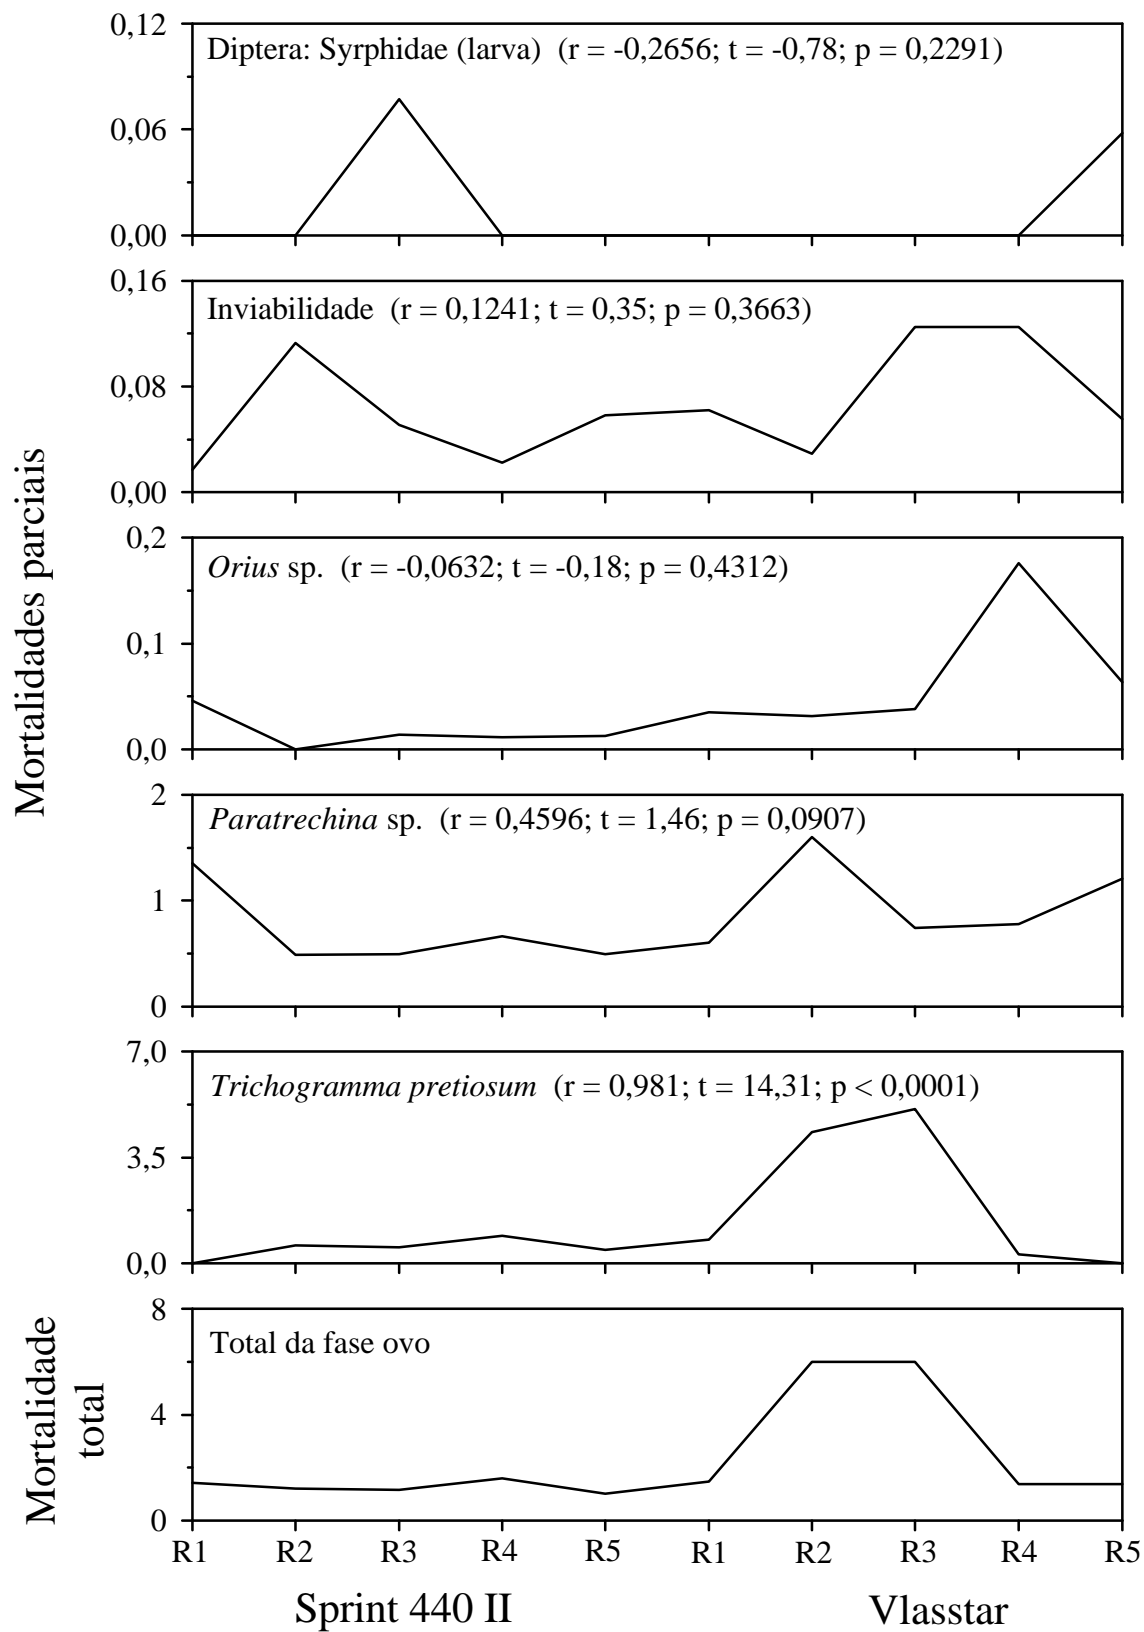 Mortalidades parciais
0,12
Diptera: Syrphidae (larva) (r = -0,2656; t = -0,78; p = 0,2291)
0,06
0,00
0,16
Inviabilidade (r = 0,1241; t = 0,35; p = 0,3663)
0,08
0,00
0,2
Orius sp. (r = -0,0632; t = -0,18; p = 0,4312)
0,1
0,0
2
Paratrechina sp. (r = 0,4596; t = 1,46; p = 0,0907)
1
0
7,0
Trichogramma pretiosum (r = 0,981; t = 14,31; p < 0,0001)
3,5
0,0
Mortalidade
total
8
Total da fase ovo
4
0
R1 R2 R3 R4 R5 R1 R2 R3 R4 R5
Sprint 440 II Vlasstar